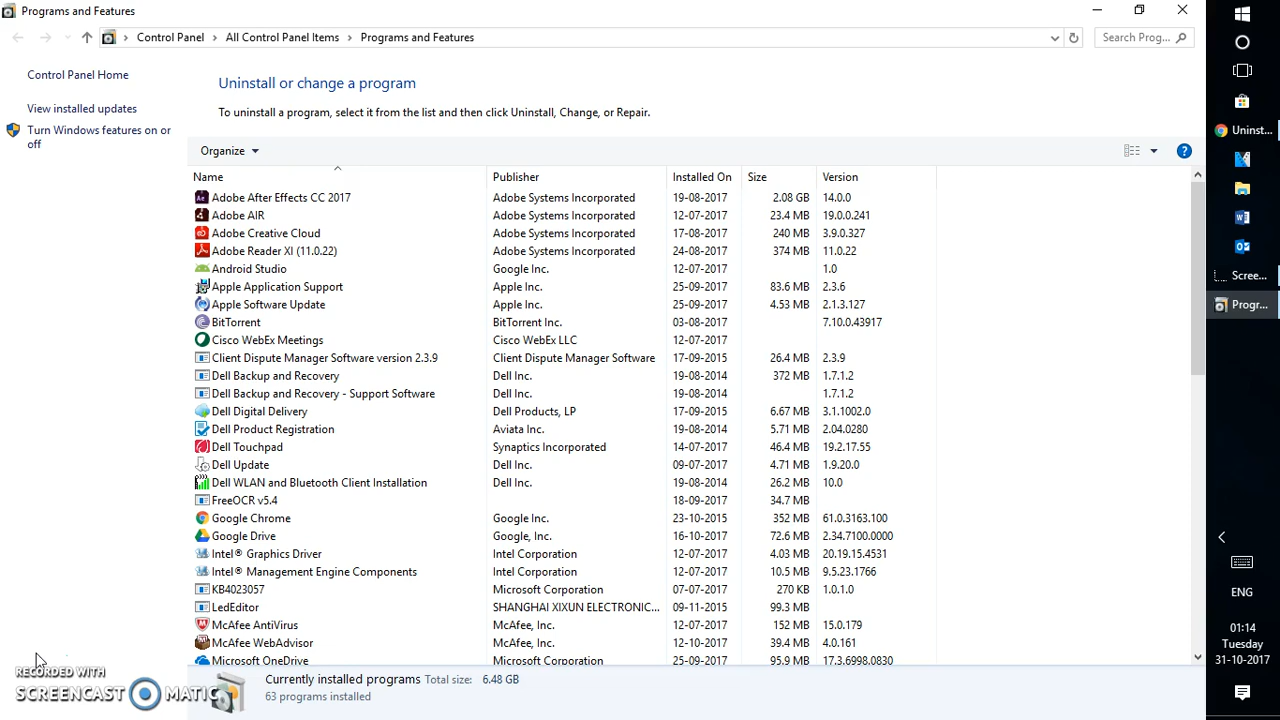 Programs and Features
Control Panel > All Control Panel Items > Programs and Features
Search Prog...
Control Panel Home
View installed updates
Turn Windows features on or
off
Uninstall or change a program
To uninstall a program, select it from the list and then click Uninstall, Change, or Repair.
Organize
Name Publisher Installed On Size Version
Adobe After Effects CC 2017 Adobe Systems Incorporated 19-08-2017 2.08 GB 14.0.0
Adobe AIR Adobe Systems Incorporated 12-07-2017 23.4 MB 19.0.0.241
Adobe Creative Cloud Adobe Systems Incorporated 17-08-2017 240 MB 3.9.0.327
Adobe Reader XI (11.0.22) Adobe Systems Incorporated 24-08-2017 374 MB 11.0.22
Android Studio Google Inc. 12-07-2017 1.0
Apple Application Support Apple Inc. 25-09-2017 83.6 MB 2.3.6
Apple Software Update Apple Inc. 25-09-2017 4.53 MB 2.1.3.127
BitTorrent BitTorrent Inc. 03-08-2017 7.10.0.43917
Cisco WebEx Meetings Cisco WebEx LLC 12-07-2017
Client Dispute Manager Software version 2.3.9 Client Dispute Manager Software 17-09-2015 26.4 MB 2.3.9
Dell Backup and Recovery Dell Inc. 19-08-2014 372 MB 1.7.1.2
Dell Backup and Recovery - Support Software Dell Inc. 19-08-2014 1.7.1.2
Dell Digital Delivery Dell Products, LP 17-09-2015 6.67 MB 3.1.1002.0
Dell Product Registration Aviata Inc. 19-08-2014 5.71 MB 2.04.0280
Dell Touchpad Synaptics Incorporated 14-07-2017 46.4 MB 19.2.17.55
Dell Update Dell Inc. 09-07-2017 4.71 MB 1.9.20.0
Dell WLAN and Bluetooth Client Installation Dell Inc. 19-08-2014 26.2 MB 10.0
FreeOCR v5.4 18-09-2017 34.7 MB
Google Chrome Google Inc. 23-10-2015 352 MB 61.0.3163.100
Google Drive Google, Inc. 16-10-2017 72.6 MB 2.34.7100.0000
Intel® Graphics Driver Intel Corporation 12-07-2017 4.03 MB 20.19.15.4531
Intel® Management Engine Components Intel Corporation 12-07-2017 10.5 MB 9.5.23.1766
KB4023057 Microsoft Corporation 07-07-2017 270 KB 1.0.1.0
LedEditor SHANGHAI XIXUN ELECTRONIC... 09-11-2015 99.3 MB
McAfee AntiVirus McAfee, Inc. 12-07-2017 152 MB 15.0.179
McAfee WebAdvisor McAfee, Inc. 12-10-2017 39.4 MB 4.0.161
Microsoft OneDrive Microsoft Corporation 25-09-2017 95.9 MB 17.3.6998.0830
Currently installed programs Total size: 6.48 GB
63 programs installed
RECORDED WITH
SCREENCAST MATIC
Uninst...
Scree...
Progr...
ENG
01:14
Tuesday
31-10-2017